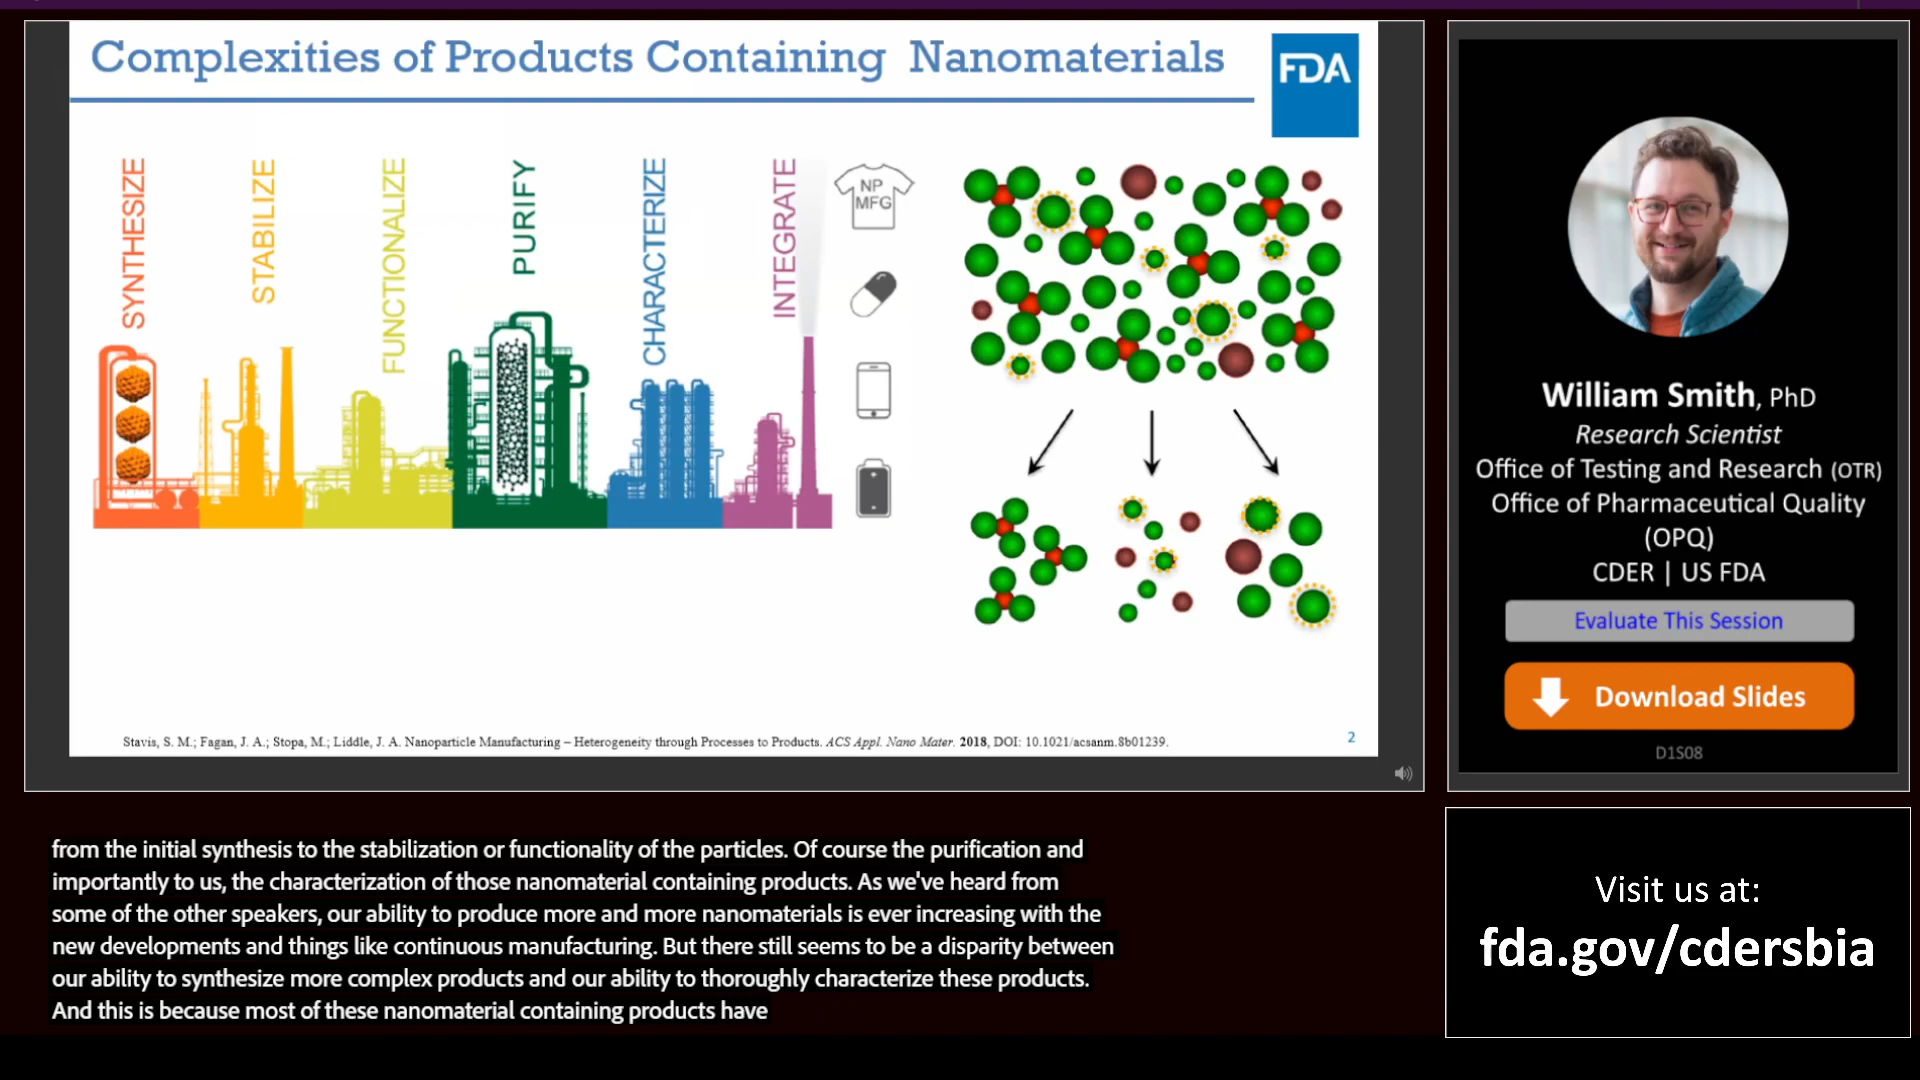 Complexities of Products Containing Nanomaterials
FDA
SYNTHESIZE
STABILIZE
FUNCTIONALIZE
PURIFY
CHARACTERIZE
INTEGRATE
NP
MFG
Stavis, S. M.; Fagan, J. A.; Stopa, M.; Liddle, J. A. Nanoparticle Manufacturing – Heterogeneity through Processes to Products. ACS Appl. Nano Mater. 2018, DOI: 10.1021/acsanm.8b01239.
2
William Smith, PhD
Research Scientist
Office of Testing and Research (OTR)
Office of Pharmaceutical Quality
(OPQ)
CDER | US FDA
Evaluate This Session
Download Slides
D1S08
from the initial synthesis to the stabilization or functionality of the particles. Of course the purification and
importantly to us, the characterization of those nanomaterial containing products. As we've heard from
some of the other speakers, our ability to produce more and more nanomaterials is ever increasing with the
new developments and things like continuous manufacturing. But there still seems to be a disparity between
our ability to synthesize more complex products and our ability to thoroughly characterize these products.
And this is because most of these nanomaterial containing products have
Visit us at:
fda.gov/cdersbia